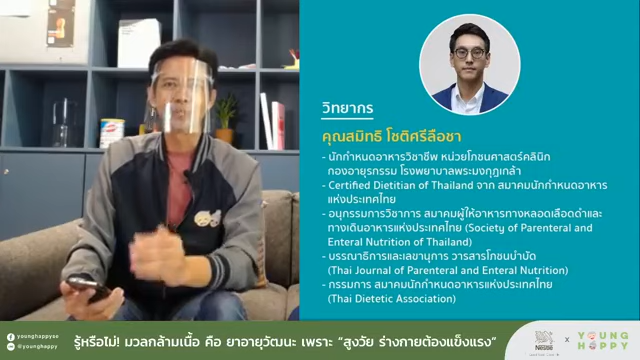 วิทยากร
คุณสมิทธิ โชติศรีลือชา
- นักกำหนดอาหารวิชาชีพ หน่วยโภชนศาสตร์คลินิก
กองอายุรกรรม โรงพยาบาลพระมงกุฎเกล้า
- Certified Dietitian of Thailand จาก สมาคมนักกำหนดอาหาร
แห่งประเทศไทย
- อนุกรรมการวิชาการ สมาคมผู้ให้อาหารทางหลอดเลือดดำและ
ทางเดินอาหารแห่งประเทศไทย (Society of Parenteral and
Enteral Nutrition of Thailand)
- บรรณาธิการและเลขานุการ วารสารโภชนบำบัด
(Thai Journal of Parenteral and Enteral Nutrition)
- กรรมการ สมาคมนักกำหนดอาหารแห่งประเทศไทย
(Thai Dietetic Association)
younghappyse
@younghappy
รู้หรือไม่! มวลกล้ามเนื้อ คือ ยาอายุวัฒนะ เพราะ “สูงวัย ร่างกายต้องแข็งแรง”
Nestlé
x
YOUNG
HAPPY